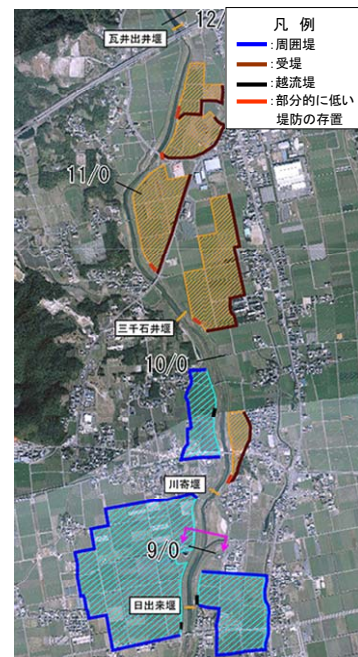 12/
瓦井出井堰
凡 例
:周囲堤
:受堤
:越流堤
:部分的に低い
堤防の存置
11/0
三千石井堰
10/0
川寄堰
9/0
日出来堰